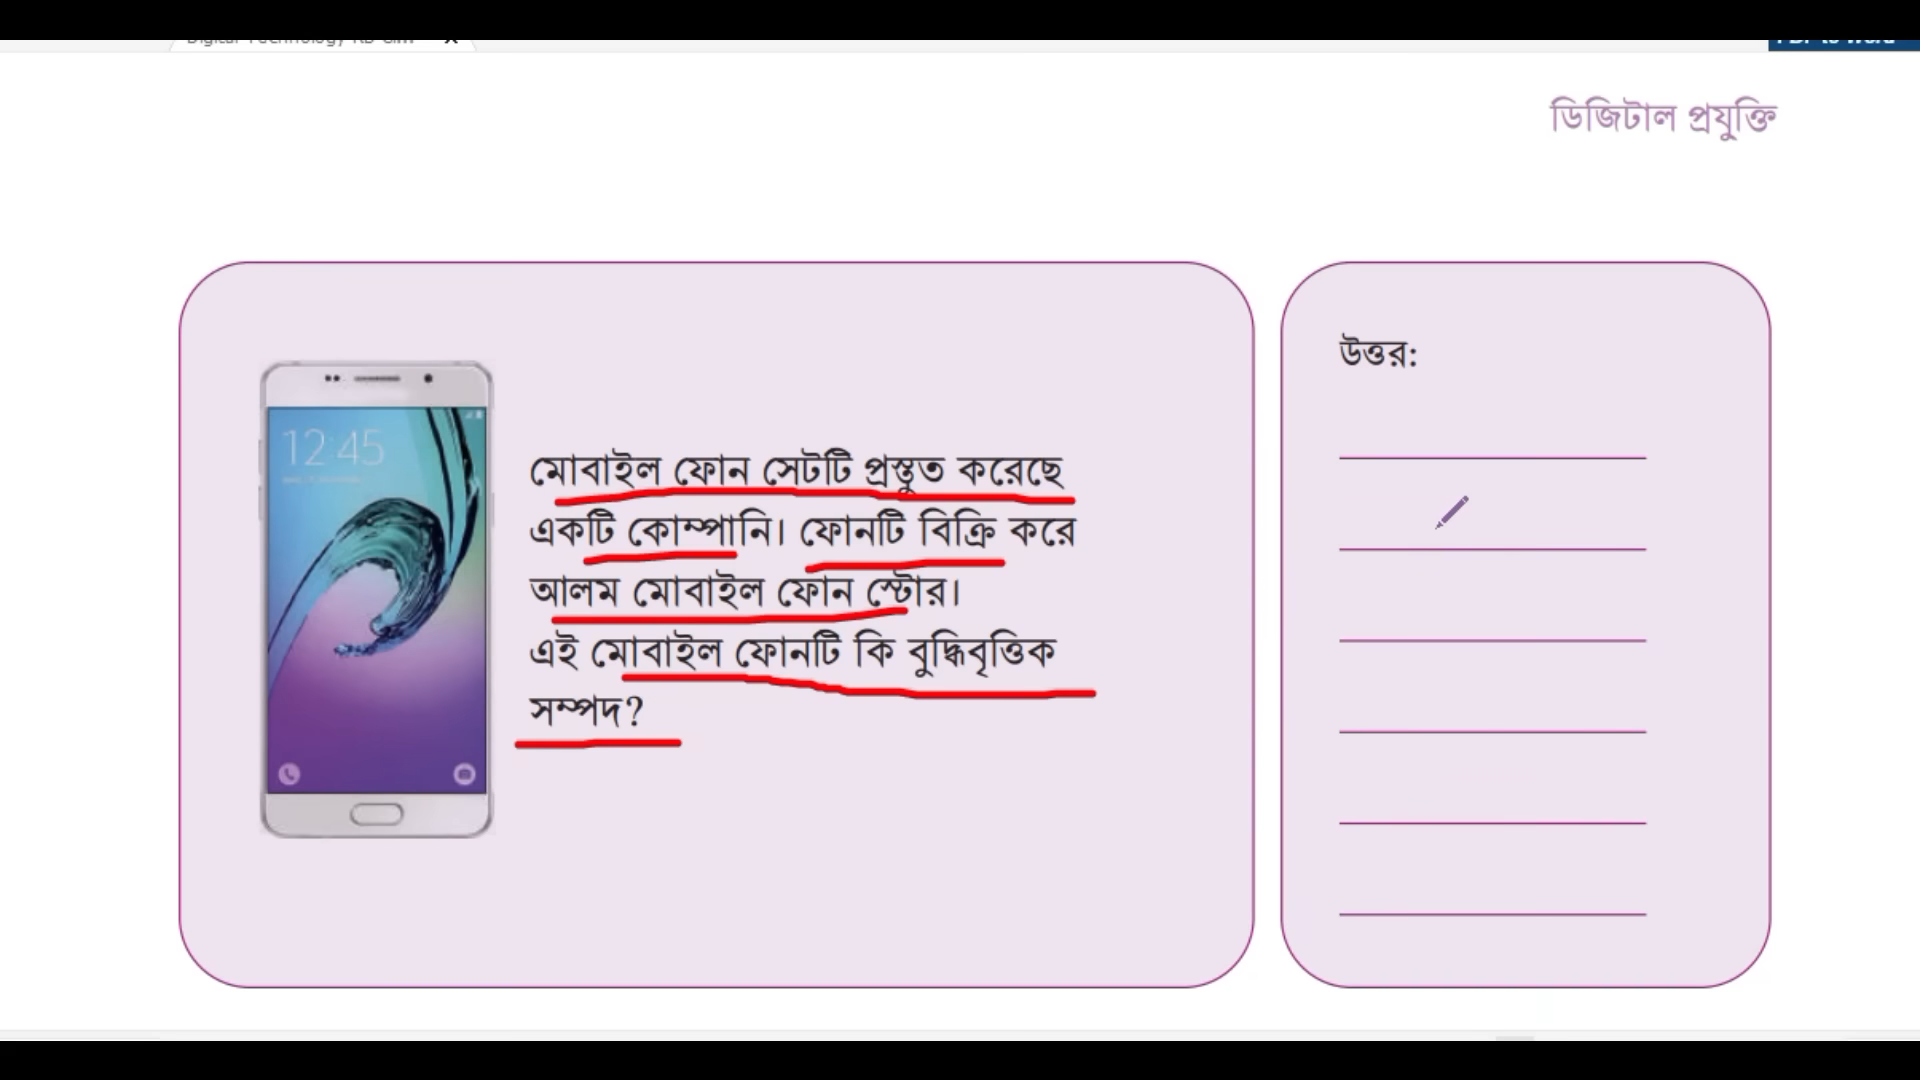 ডিজিটাল প্রযুক্তি
12:45
মোবাইল ফোন সেটটি প্রস্তুত করেছে
একটি কোম্পানি। ফোনটি বিক্রি করে
আলম মোবাইল ফোন স্টোর।
এই মোবাইল ফোনটি কি বুদ্ধিবৃত্তিক
সম্পদ?
উত্তর: